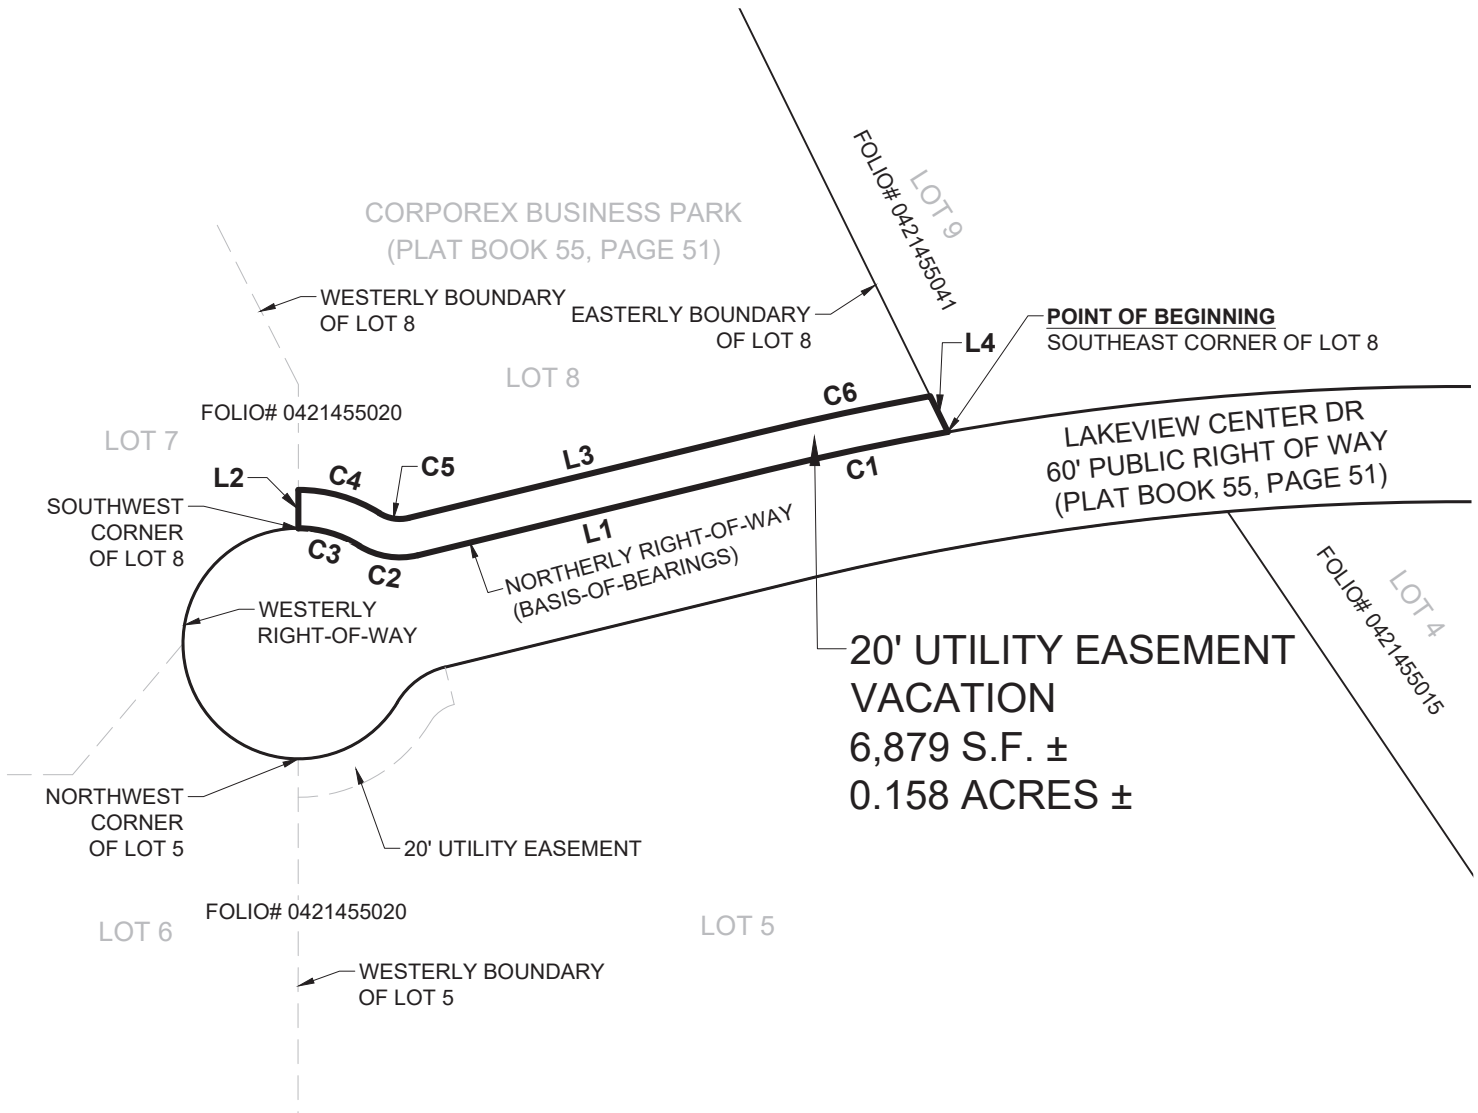 FOLIO# 0421455041
LOT 9
CORPOREX BUSINESS PARK
(PLAT BOOK 55, PAGE 51)
WESTERLY BOUNDARY
OF LOT 8
EASTERLY BOUNDARY
OF LOT 8
POINT OF BEGINNING
SOUTHEAST CORNER OF LOT 8
L4
LOT 8
C6
FOLIO# 0421455020
LOT 7
LAKEVIEW CENTER DR
60' PUBLIC RIGHT OF WAY
(PLAT BOOK 55, PAGE 51)
L2
C4
C5
L3
C1
SOUTHWEST
CORNER
OF LOT 8
C3
C2
L1
NORTHERLY RIGHT-OF-WAY
(BASIS-OF-BEARINGS)
WESTERLY
RIGHT-OF-WAY
FOLIO# 0421455015
LOT 4
20' UTILITY EASEMENT
VACATION
6,879 S.F. ±
0.158 ACRES ±
NORTHWEST
CORNER
OF LOT 5
20' UTILITY EASEMENT
FOLIO# 0421455020
LOT 6
LOT 5
WESTERLY BOUNDARY
OF LOT 5